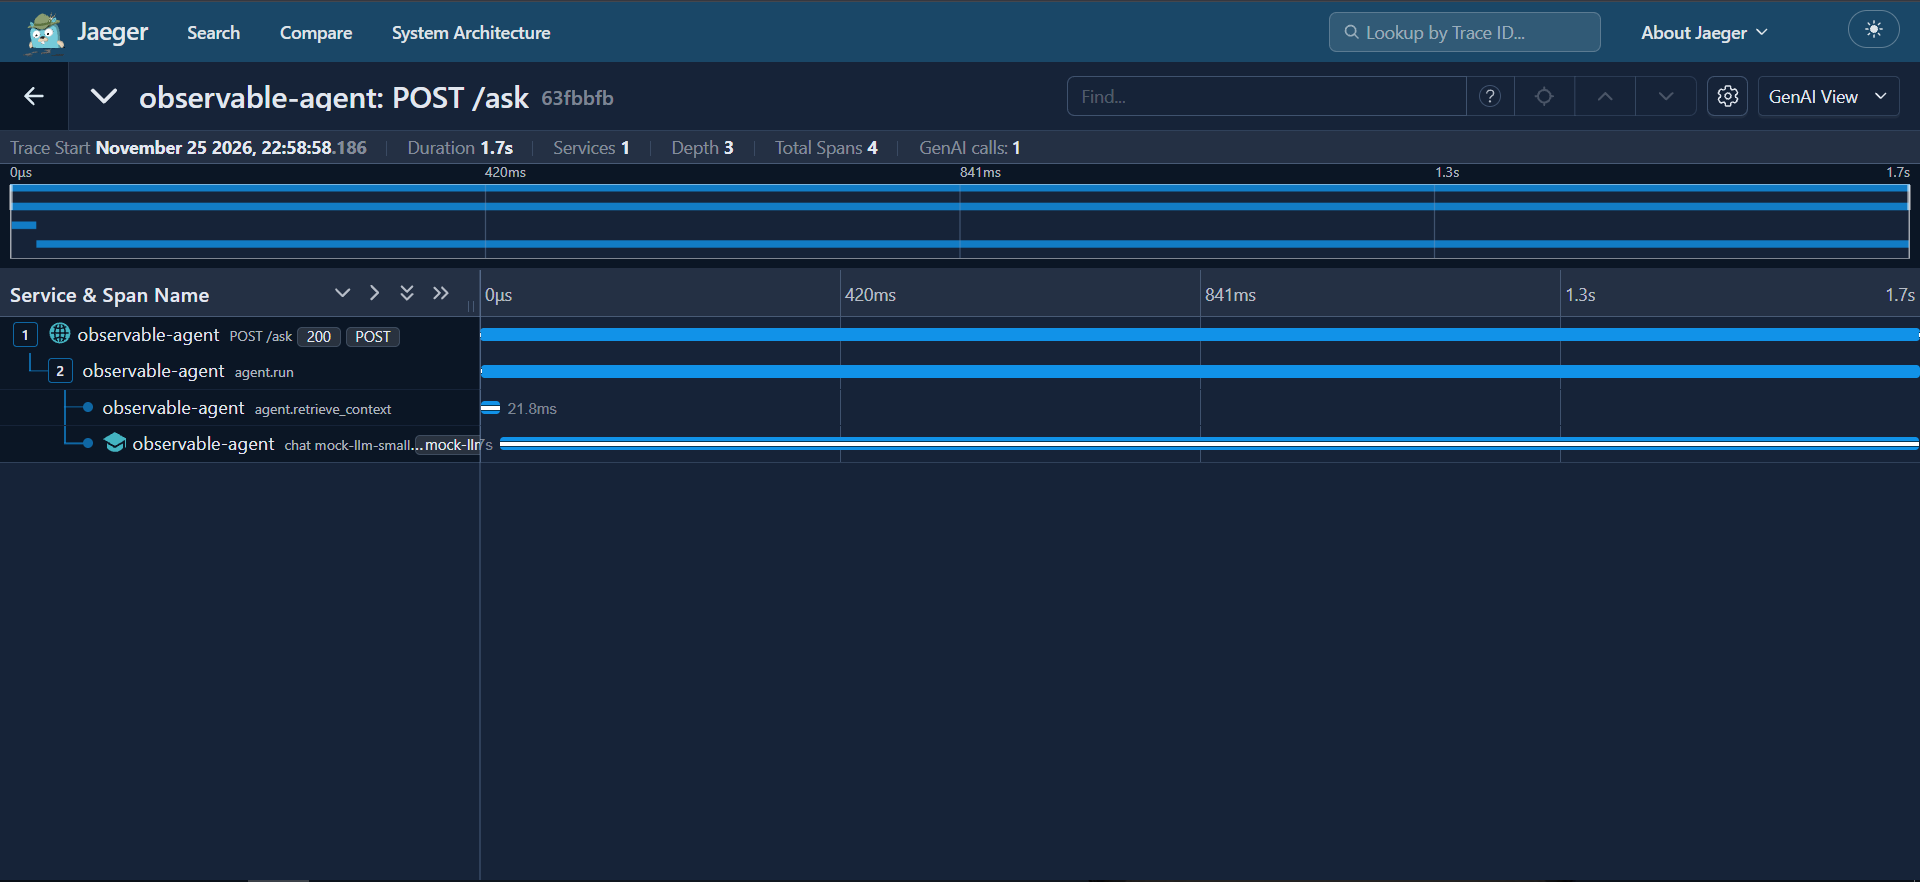 Jaeger Search Compare System Architecture Lookup by Trace ID... About Jaeger
observable-agent: POST /ask 63fbbfb Find... ? GenAI View
Trace Start November 25 2026, 22:58:58.186 Duration 1.7s Services 1 Depth 3 Total Spans 4 GenAI calls: 1
0µs 420ms 841ms 1.3s 1.7s
Service & Span Name 0µs 420ms 841ms 1.3s 1.7s
1 observable-agent POST /ask 200 POST
2 observable-agent agent.run
observable-agent agent.retrieve_context 21.8ms
observable-agent chat mock-llm-small... mock-ll 7s